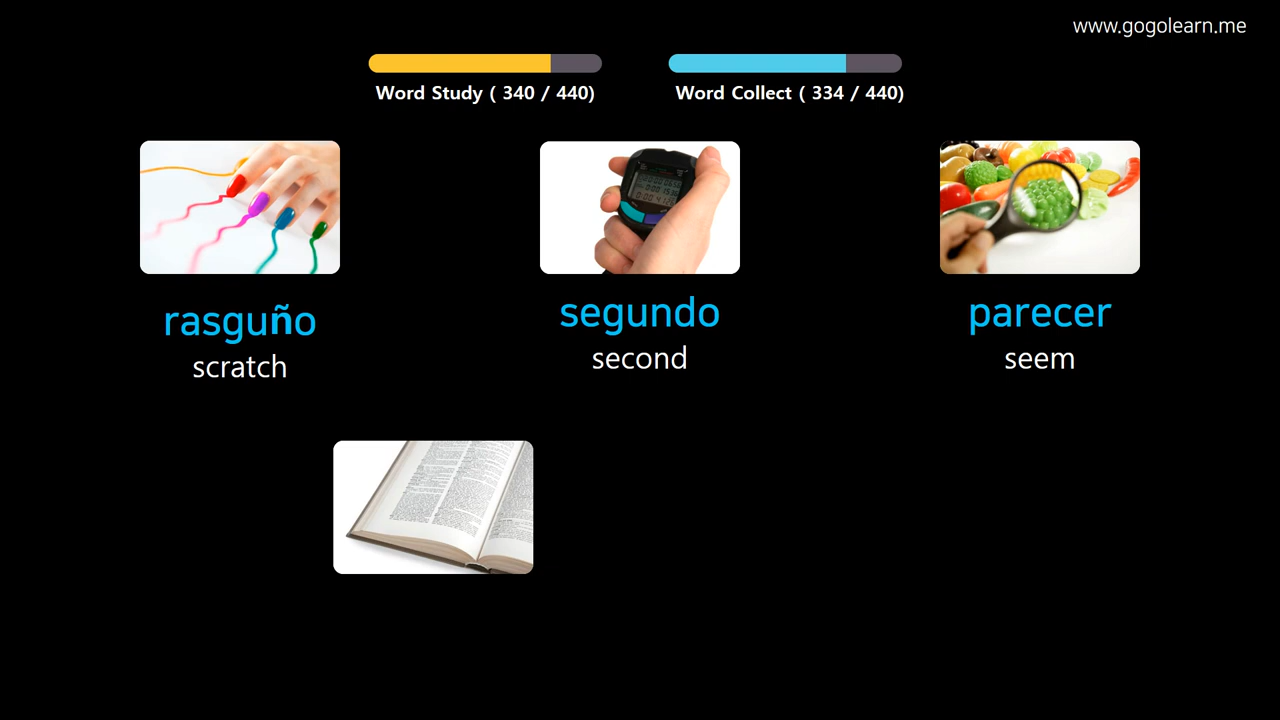 www.gogolearn.me
Word Study ( 340 / 440)
Word Collect ( 334 / 440)
rasguño
scratch
segundo
second
parecer
seem